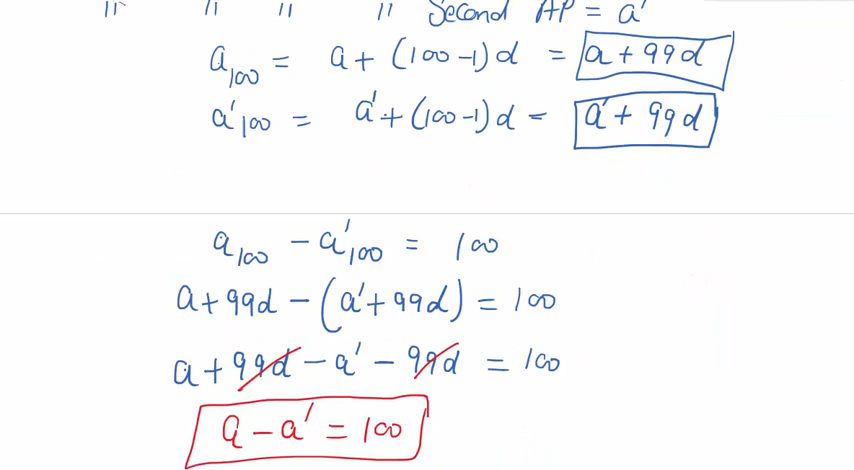 " " " " Second AP = a'
a₁₀₀ = a + (100-1)d = a + 99d
a'₁₀₀ = a' + (100-1)d = a' + 99d
a₁₀₀ - a'₁₀₀ = 100
a + 99d - (a' + 99d) = 100
a + 99d - a' - 99d = 100
a - a' = 100